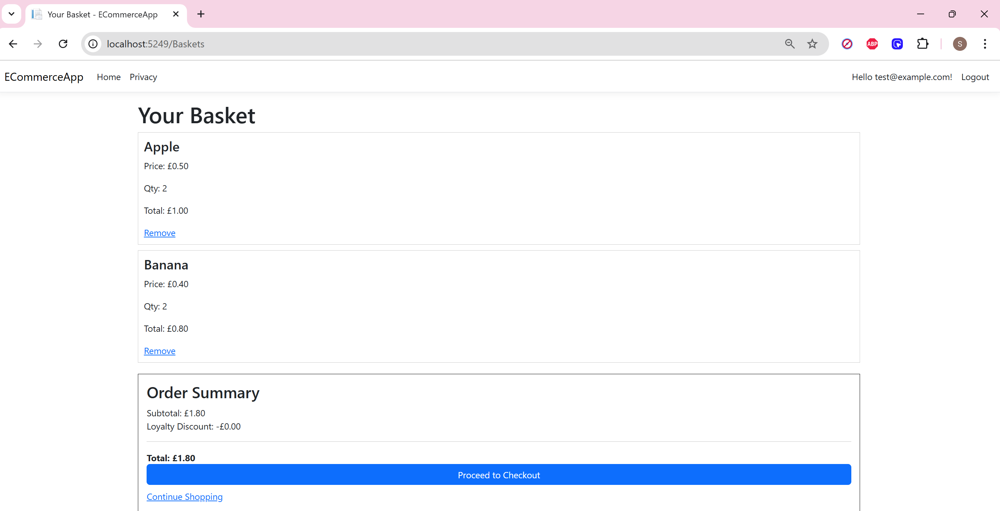 Your Basket - ECommerceApp
localhost:5249/Baskets
ABP
S
ECommerceApp Home Privacy Hello test@example.com! Logout
Your Basket
Apple
Price: £0.50
Qty: 2
Total: £1.00
Remove
Banana
Price: £0.40
Qty: 2
Total: £0.80
Remove
Order Summary
Subtotal: £1.80
Loyalty Discount: -£0.00
Total: £1.80
Proceed to Checkout
Continue Shopping